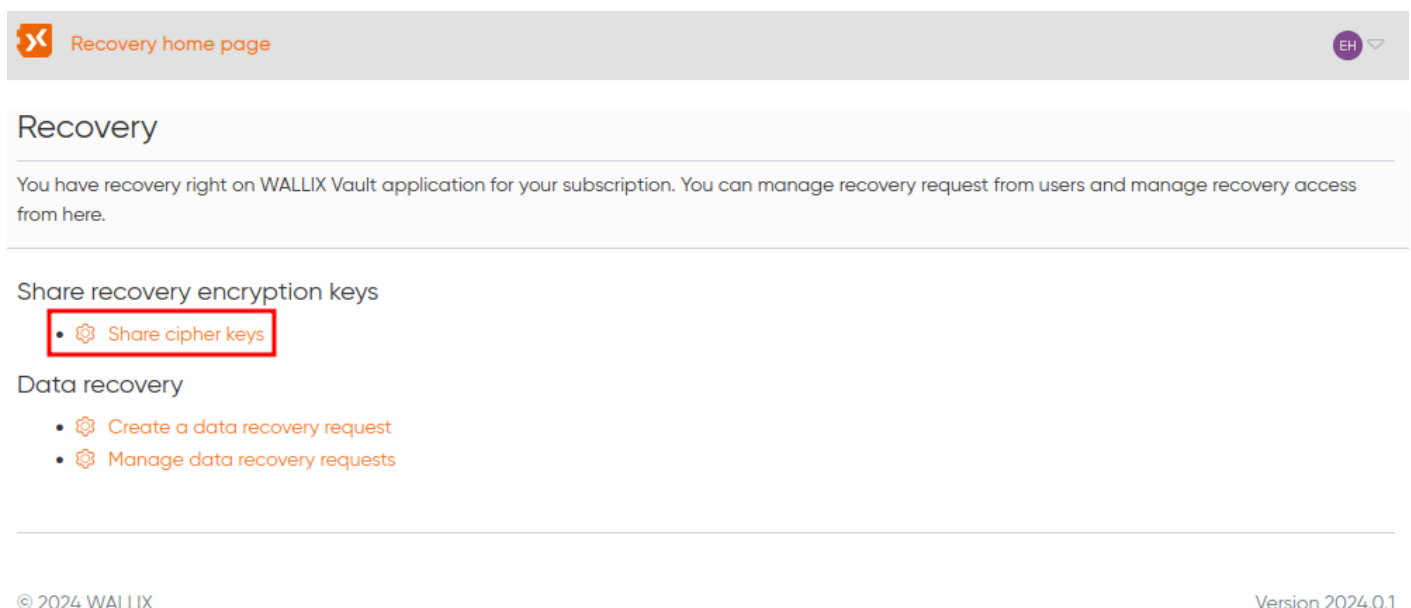 Recovery home page
EH
Recovery
You have recovery right on WALLIX Vault application for your subscription. You can manage recovery request from users and manage recovery access
from here.
Share recovery encryption keys
• Share cipher keys
Data recovery
• Create a data recovery request
• Manage data recovery requests
© 2024 WALLIX
Version 2024.0.1